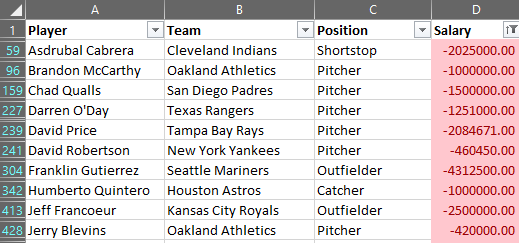 A B C D
1 Player Team Position Salary
59 Asdrubal Cabrera Cleveland Indians Shortstop -2025000.00
96 Brandon McCarthy Oakland Athletics Pitcher -1000000.00
159 Chad Qualls San Diego Padres Pitcher -1500000.00
227 Darren O'Day Texas Rangers Pitcher -1251000.00
239 David Price Tampa Bay Rays Pitcher -2084671.00
241 David Robertson New York Yankees Pitcher -460450.00
304 Franklin Gutierrez Seattle Mariners Outfielder -4312500.00
342 Humberto Quintero Houston Astros Catcher -1000000.00
413 Jeff Francoeur Kansas City Royals Outfielder -2500000.00
428 Jerry Blevins Oakland Athletics Pitcher -420000.00